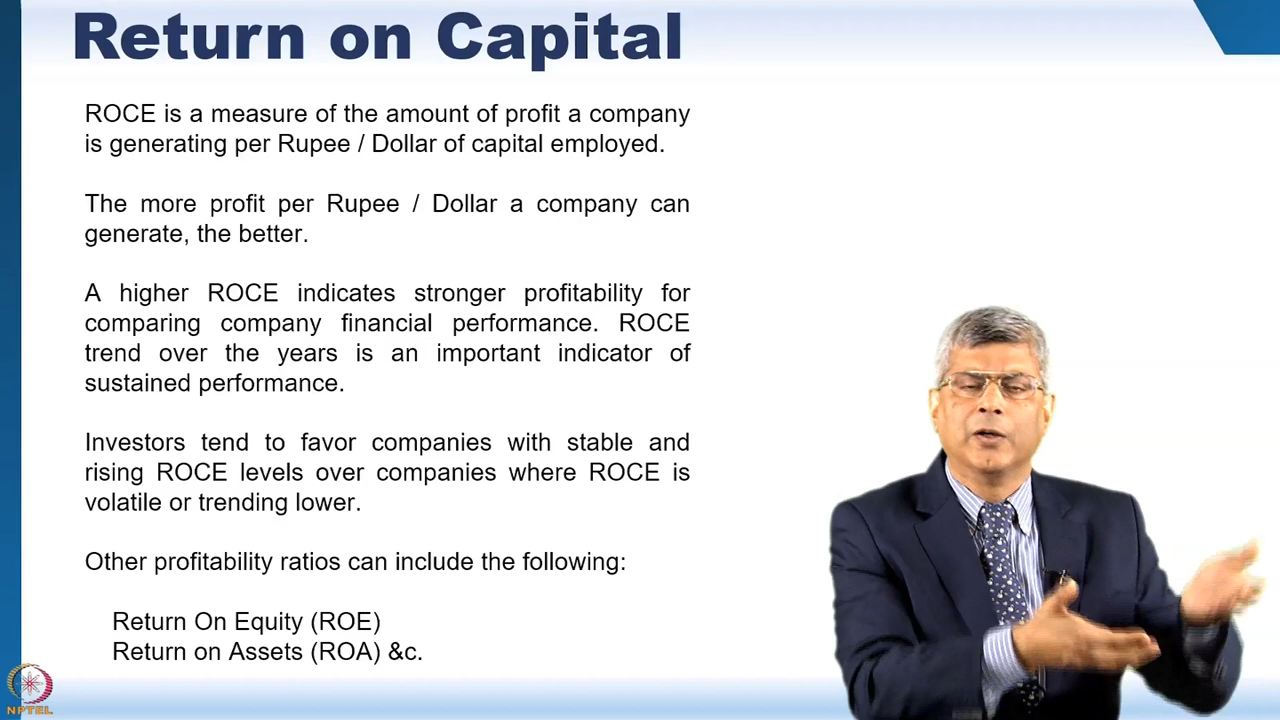 Return on Capital
ROCE is a measure of the amount of profit a company
is generating per Rupee / Dollar of capital employed.
The more profit per Rupee / Dollar a company can
generate, the better.
A higher ROCE indicates stronger profitability for
comparing company financial performance. ROCE
trend over the years is an important indicator of
sustained performance.
Investors tend to favor companies with stable and
rising ROCE levels over companies where ROCE is
volatile or trending lower.
Other profitability ratios can include the following:
Return On Equity (ROE)
Return on Assets (ROA) &c.
NPTEL